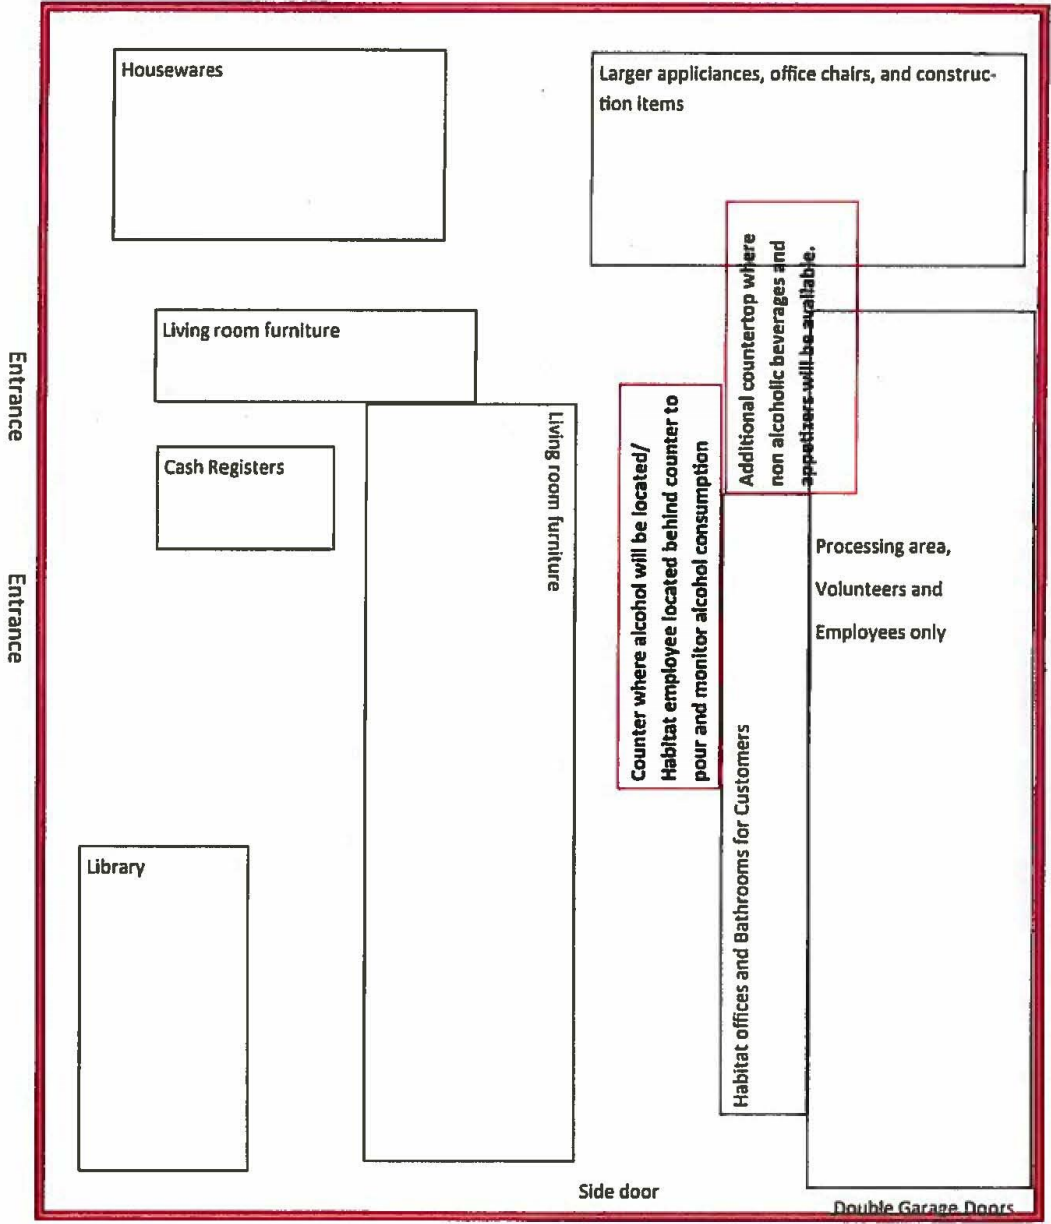 Housewares
Larger appliciances, office chairs, and construc-
tion items
Additional countertop where
non alcoholic beverages and
appetizers will be available.
Living room furniture
Entrance
Cash Registers
Living room furniture
Counter where alcohol will be located/
Habitat employee located behind counter to
pour and monitor alcohol consumption
Processing area,
Volunteers and
Employees only
Entrance
Habitat offices and Bathrooms for Customers
Library
Side door
Double Garage Doors